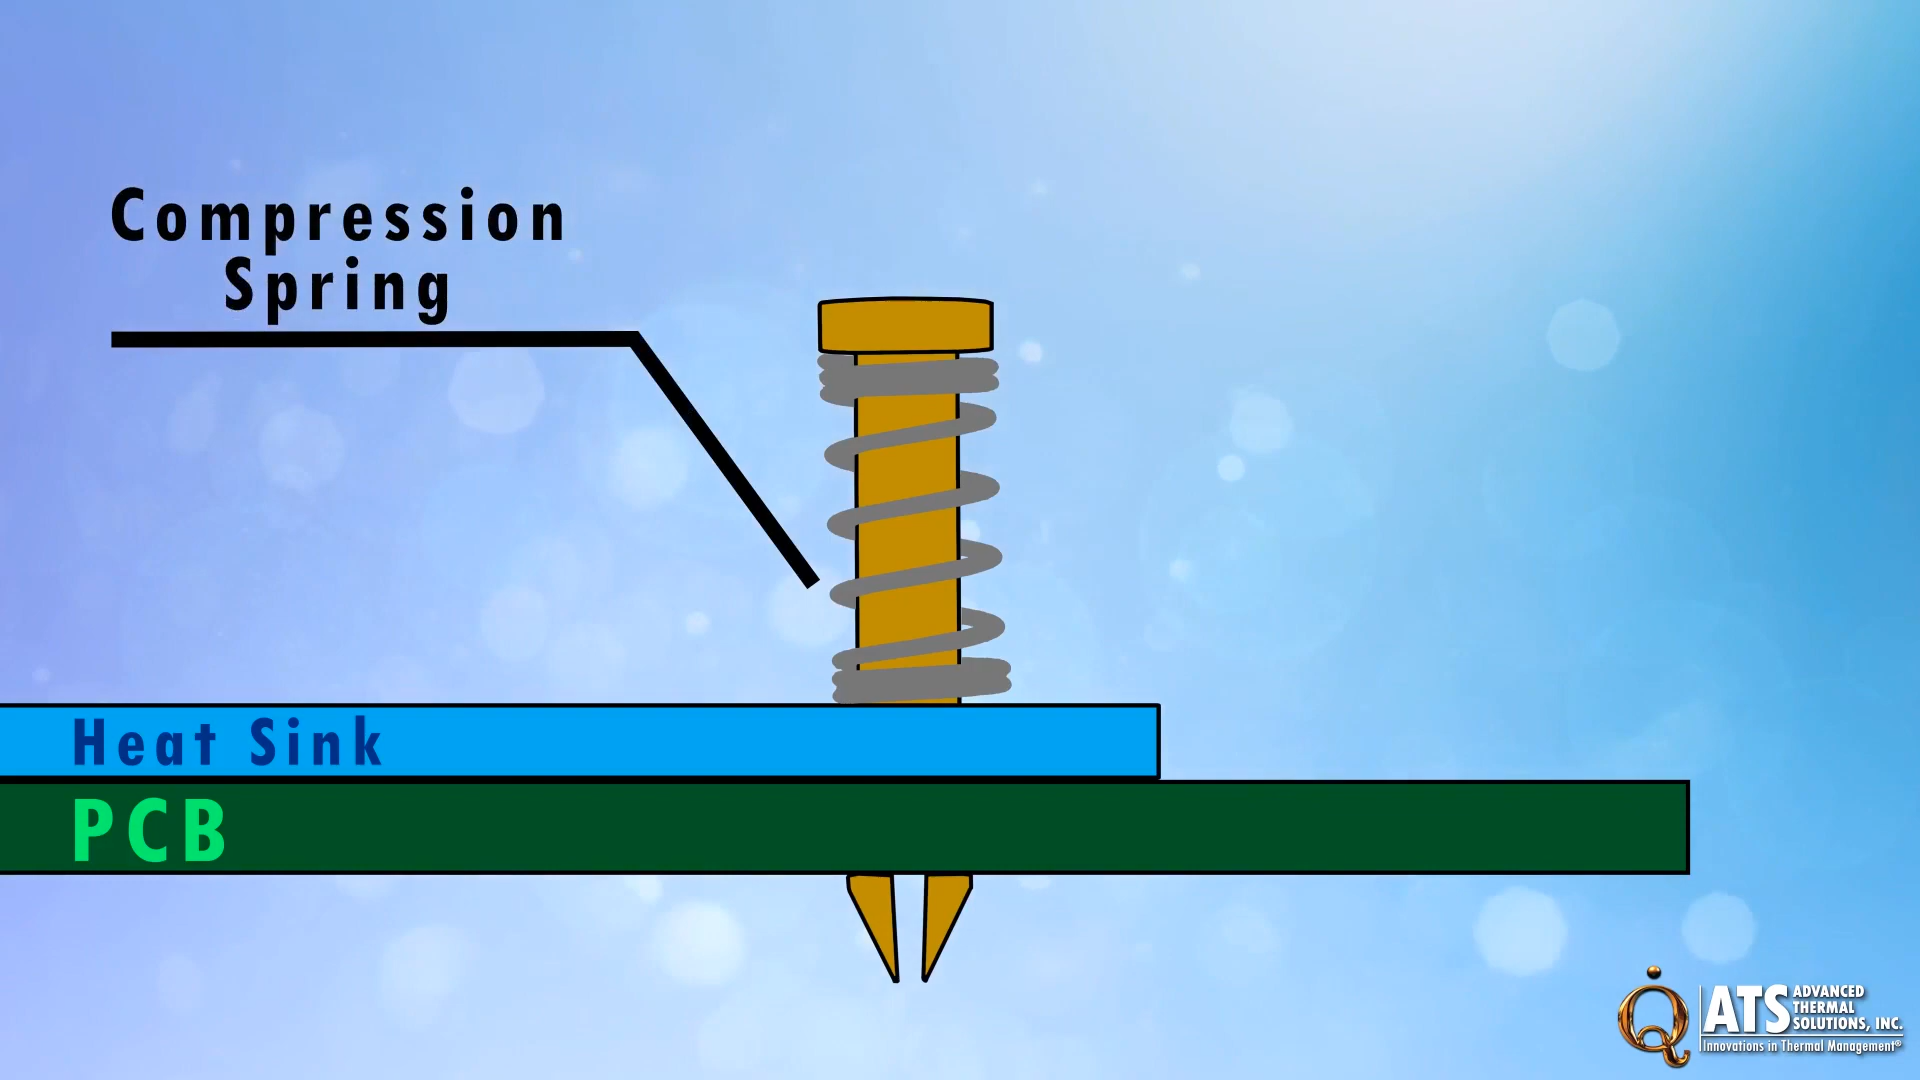 Compression
Spring
Heat Sink
PCB
ATS
ADVANCED
THERMAL
SOLUTIONS, INC.
Innovations in Thermal Management®